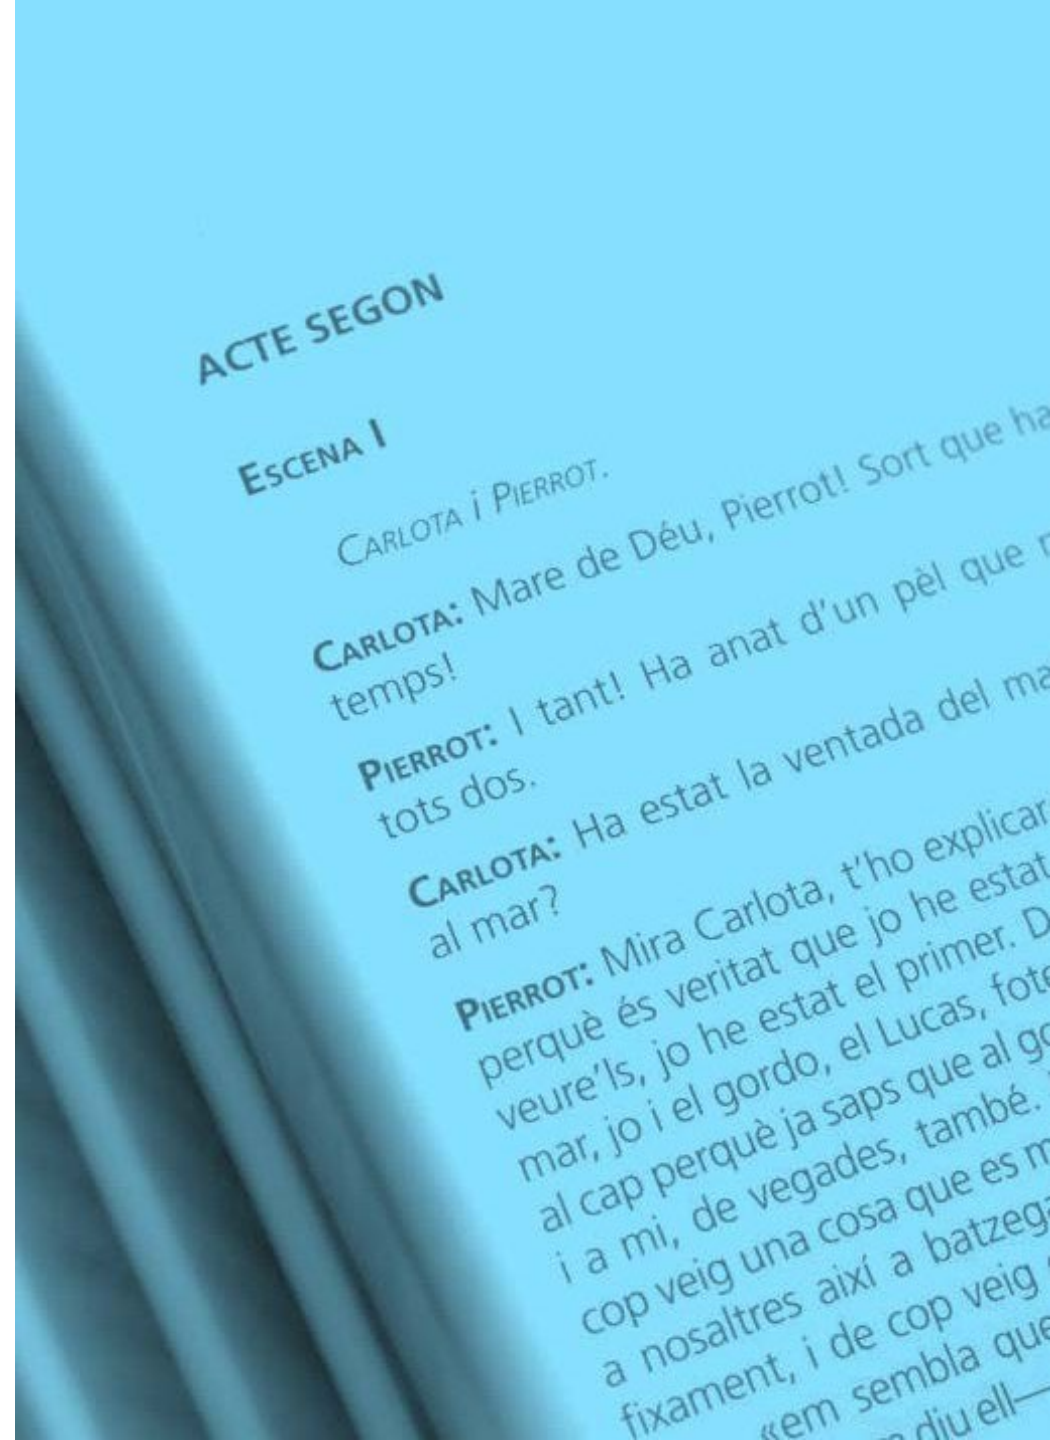 ACTE SEGON
ESCENA I
CARLOTA i PIERROT.
CARLOTA: Mare de Déu, Pierrot! Sort que ha
temps!
PIERROT: I tant! Ha anat d'un pèl que
tots dos.
CARLOTA: Ha estat la ventada del ma
al mar?
PIERROT: Mira Carlota, t'ho explicar
perquè és veritat que jo he estat
veure'ls, jo he estat el primer. D
mar, jo i el gordo, el Lucas, fote
al cap perquè ja saps que al go
i a mi, de vegades, també.
cop veig una cosa que es m
a nosaltres així a batzega
fixament, i de cop veig
«em sembla que
diu ell—